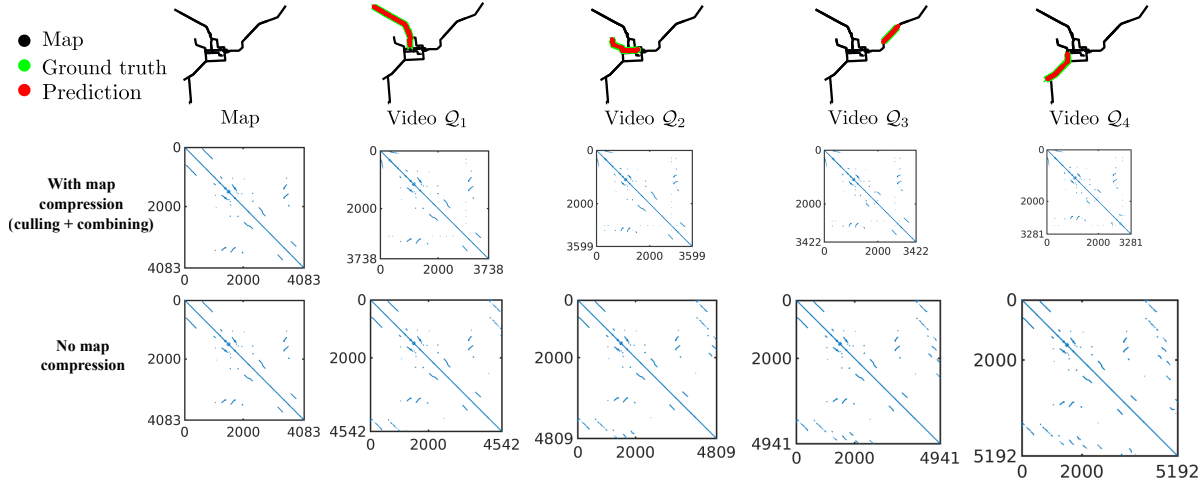 Map
Ground truth
Prediction
Map
Video Q₁
Video Q₂
Video Q₃
Video Q₄
With map
compression
(culling + combining)
0
2000
4083
0 2000 4083
0
2000
3738
0 2000 3738
0
2000
3599
0 2000 3599
0
2000
3422
0 2000 3422
0
2000
3281
0 2000 3281
No map
compression
0
2000
4083
0 2000 4083
0
2000
4542
0 2000 4542
0
2000
4809
0 2000 4809
0
2000
4941
0 2000 4941
0
2000
5192
0 2000 5192